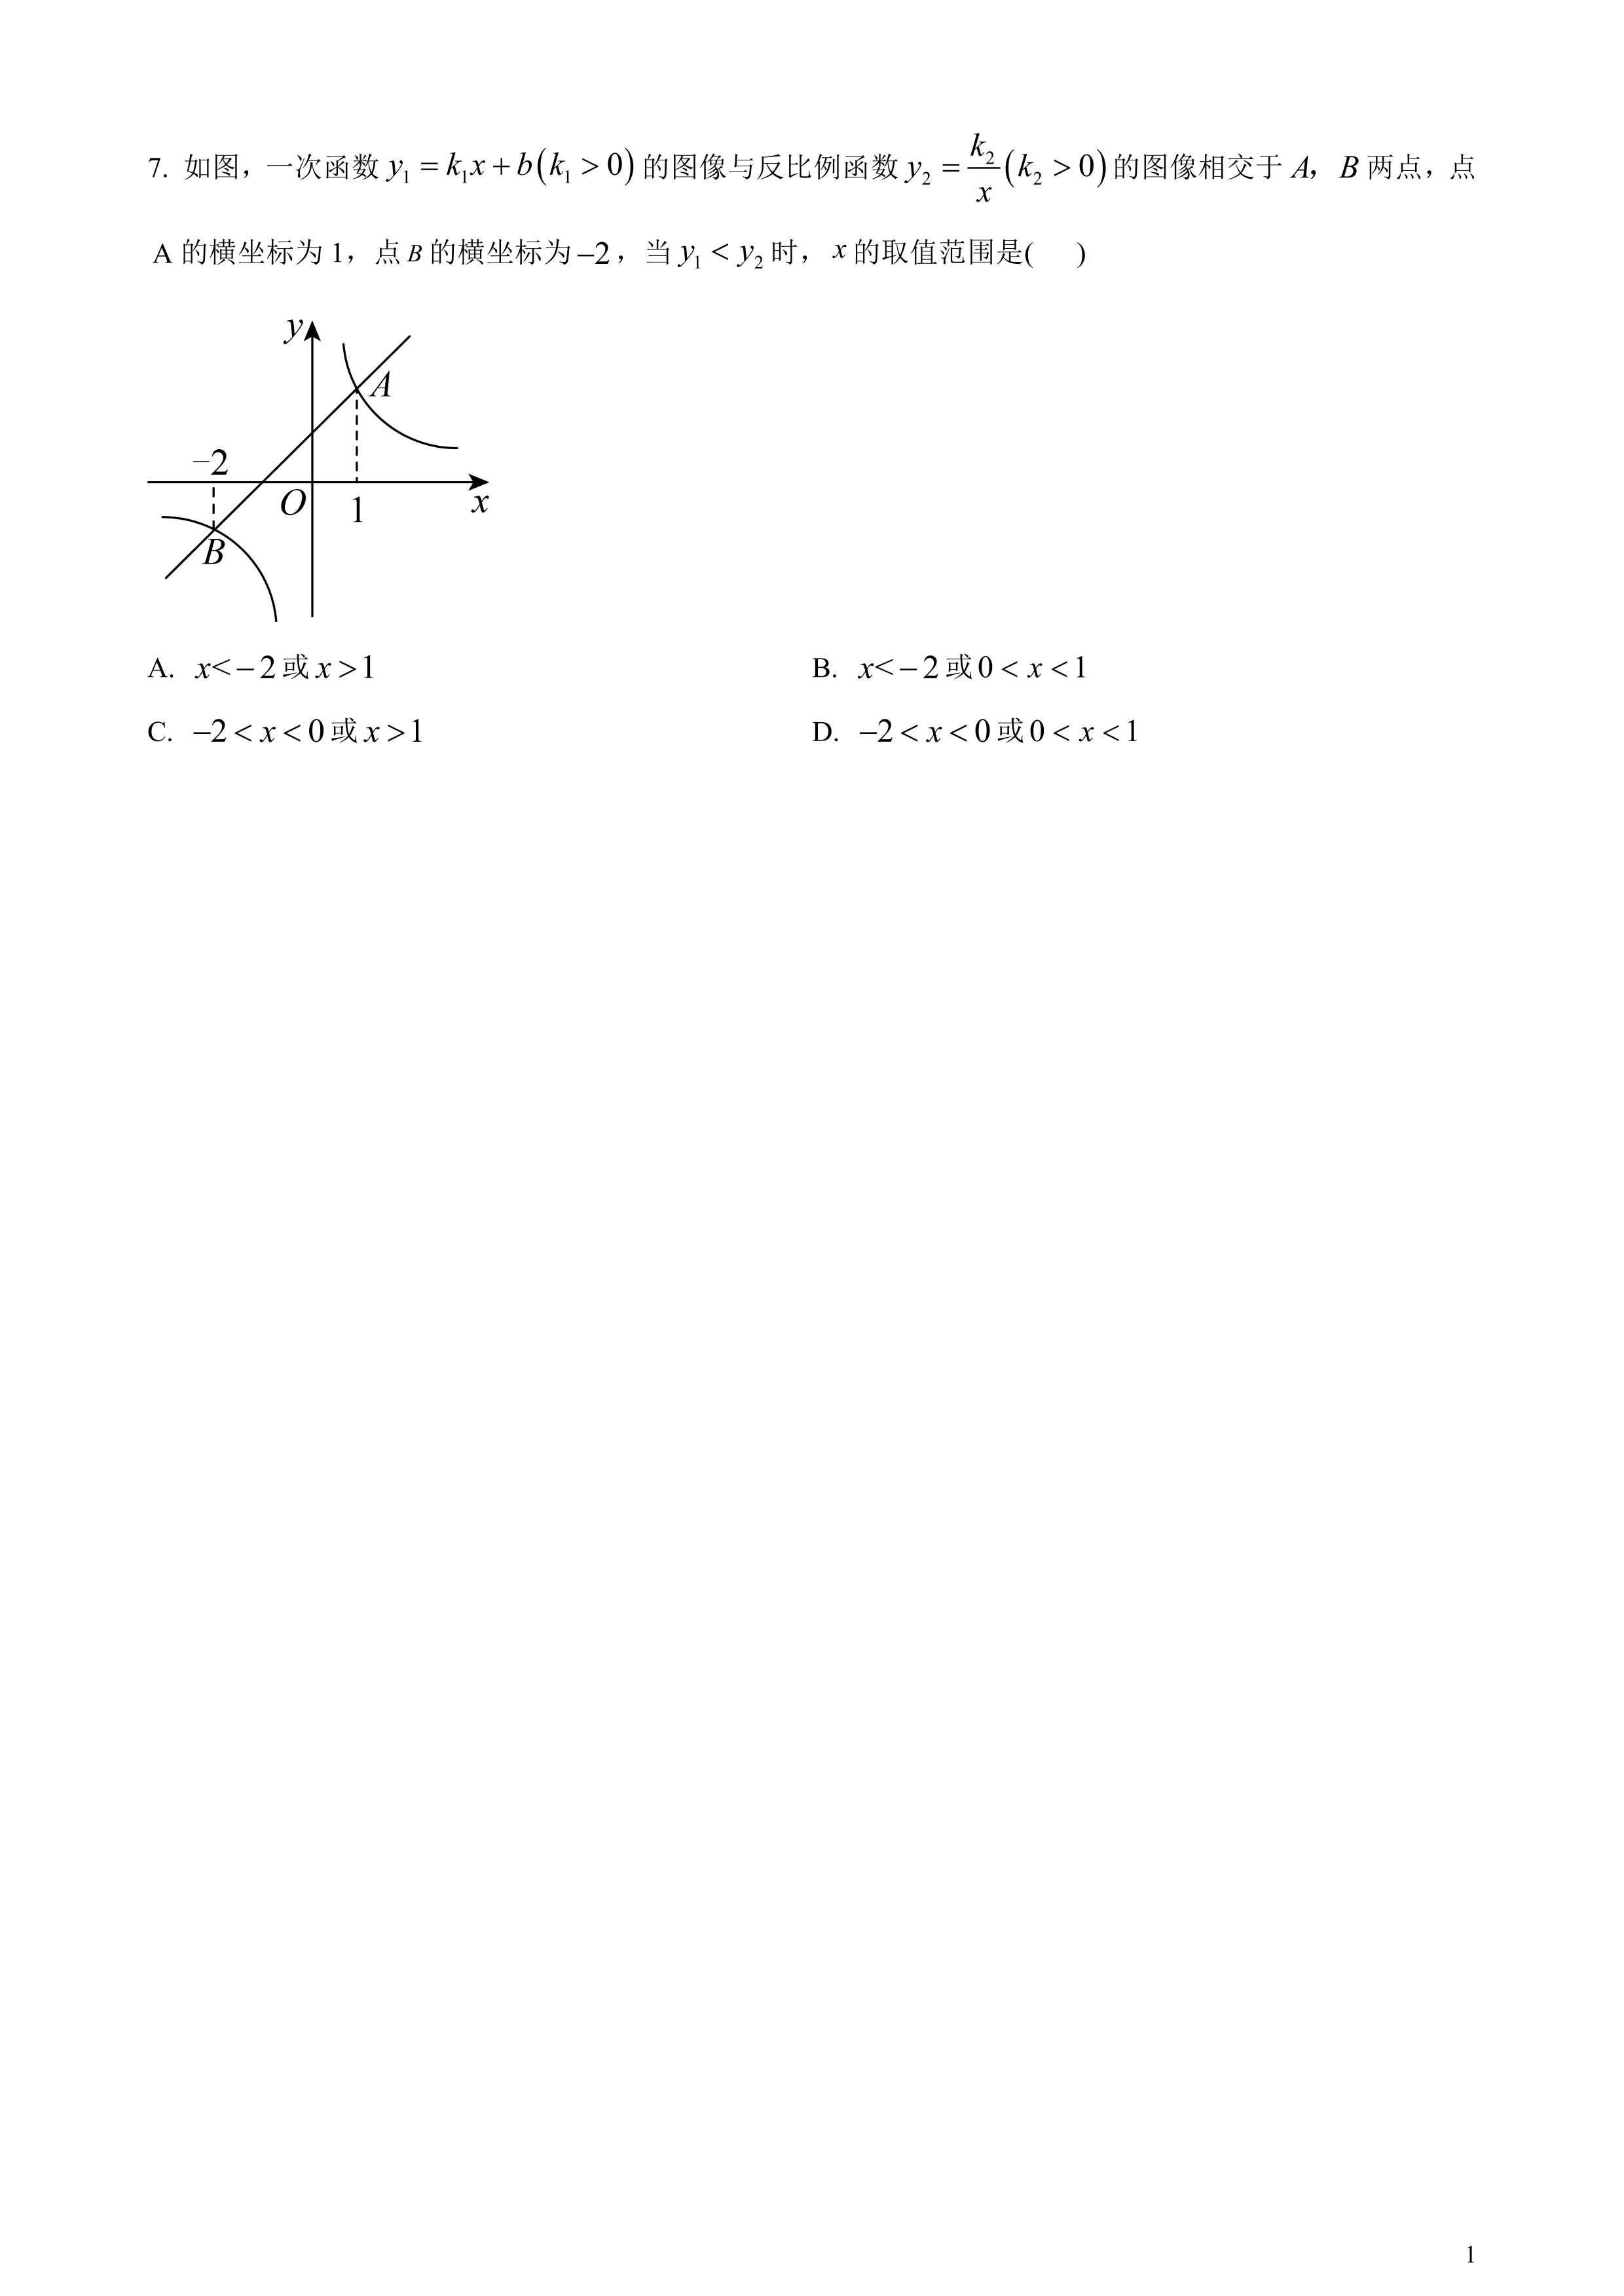 7. 如图，一次函数 y₁ = k₁x + b(k₁ > 0) 的图像与反比例函数 y₂ = k₂/x (k₂ > 0) 的图像相交于 A，B 两点，点
A 的横坐标为 1，点 B 的横坐标为 −2，当 y₁ < y₂ 时，x 的取值范围是( )
y
A
−2
O
1
x
B
A. x<−2 或 x > 1
B. x<−2 或 0 < x < 1
C. −2 < x < 0 或 x > 1
D. −2 < x < 0 或 0 < x < 1
1